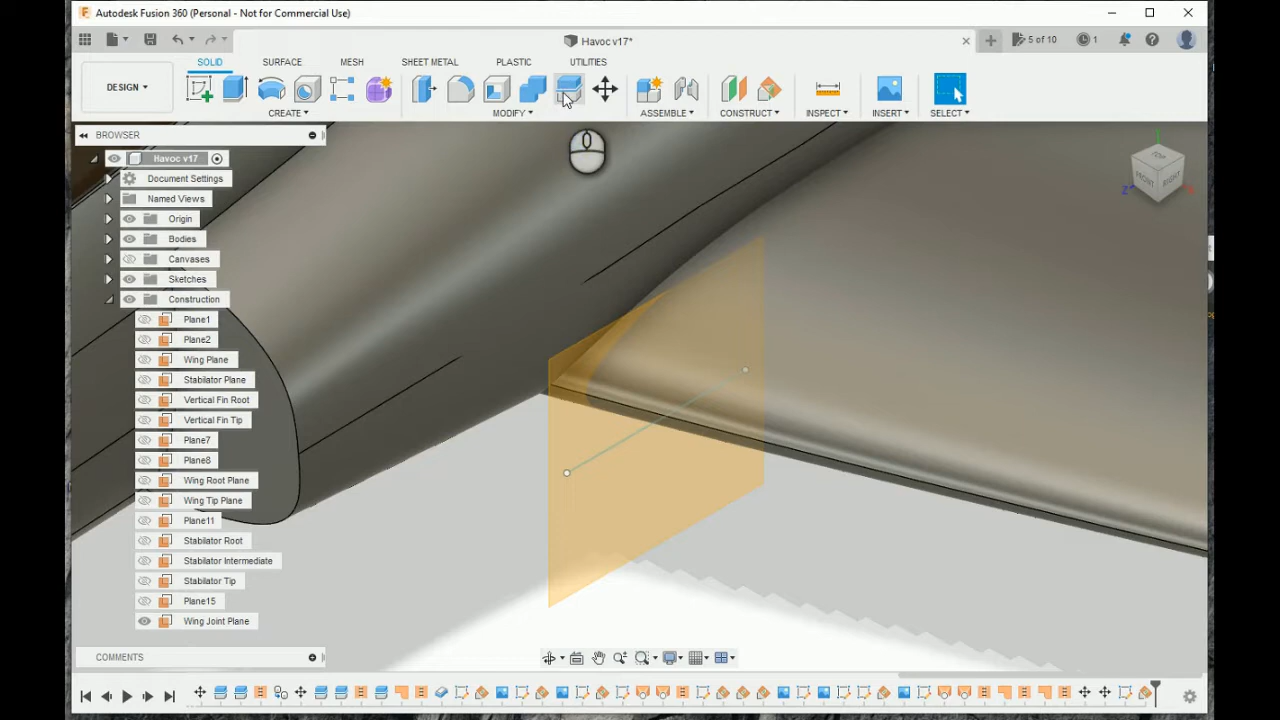 Autodesk Fusion 360 (Personal - Not for Commercial Use)
Havoc v17*
5 of 10
1
DESIGN
SOLID
SURFACE
MESH
SHEET METAL
PLASTIC
UTILITIES
CREATE
MODIFY
ASSEMBLE
CONSTRUCT
INSPECT
INSERT
SELECT
BROWSER
Havoc v17
Document Settings
Named Views
Origin
Bodies
Canvases
Sketches
Construction
Plane1
Plane2
Wing Plane
Stabilator Plane
Vertical Fin Root
Vertical Fin Tip
Plane7
Plane8
Wing Root Plane
Wing Tip Plane
Plane11
Stabilator Root
Stabilator Intermediate
Stabilator Tip
Plane15
Wing Joint Plane
TOP
FRONT
RIGHT
Z
COMMENTS